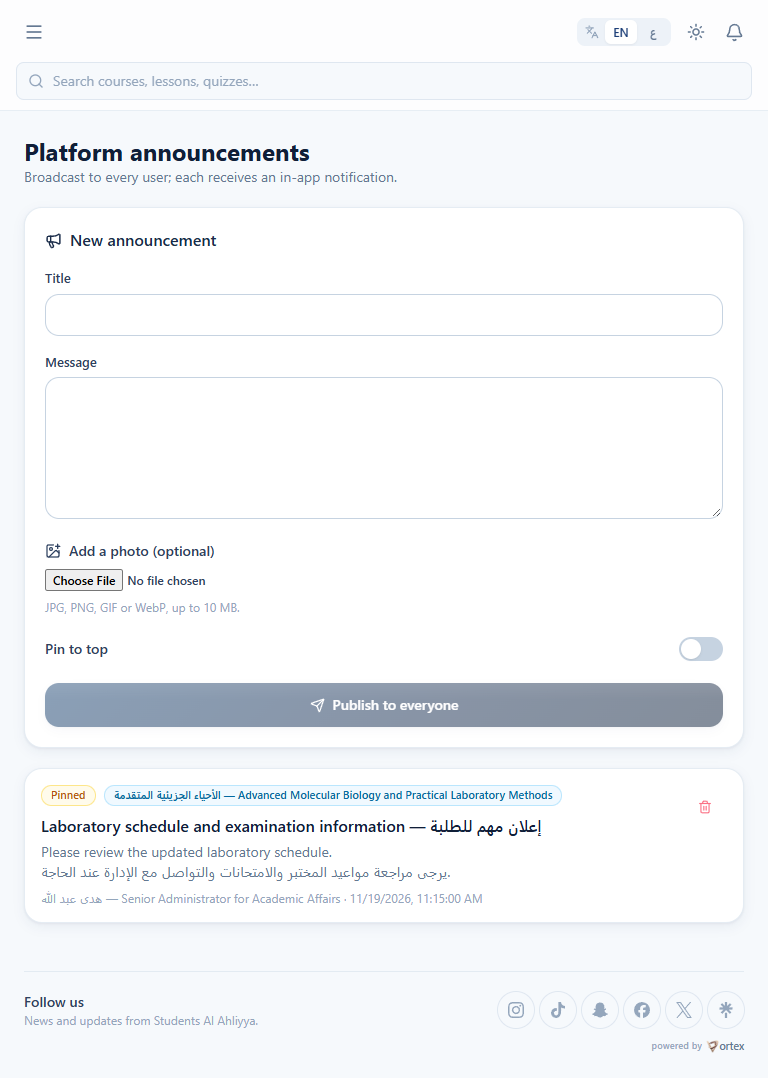 EN
ع
Search courses, lessons, quizzes...
Platform announcements
Broadcast to every user; each receives an in-app notification.
New announcement
Title
Message
Add a photo (optional)
Choose File No file chosen
JPG, PNG, GIF or WebP, up to 10 MB.
Pin to top
Publish to everyone
Pinned
الأحياء الجزيئية المتقدمة — Advanced Molecular Biology and Practical Laboratory Methods
Laboratory schedule and examination information — إعلان مهم للطلبة
Please review the updated laboratory schedule.
يرجى مراجعة مواعيد المختبر والامتحانات والتواصل مع الإدارة عند الحاجة.
هدى عبد الله — Senior Administrator for Academic Affairs · 11/19/2026, 11:15:00 AM
Follow us
News and updates from Students Al Ahliyya.
powered by ortex